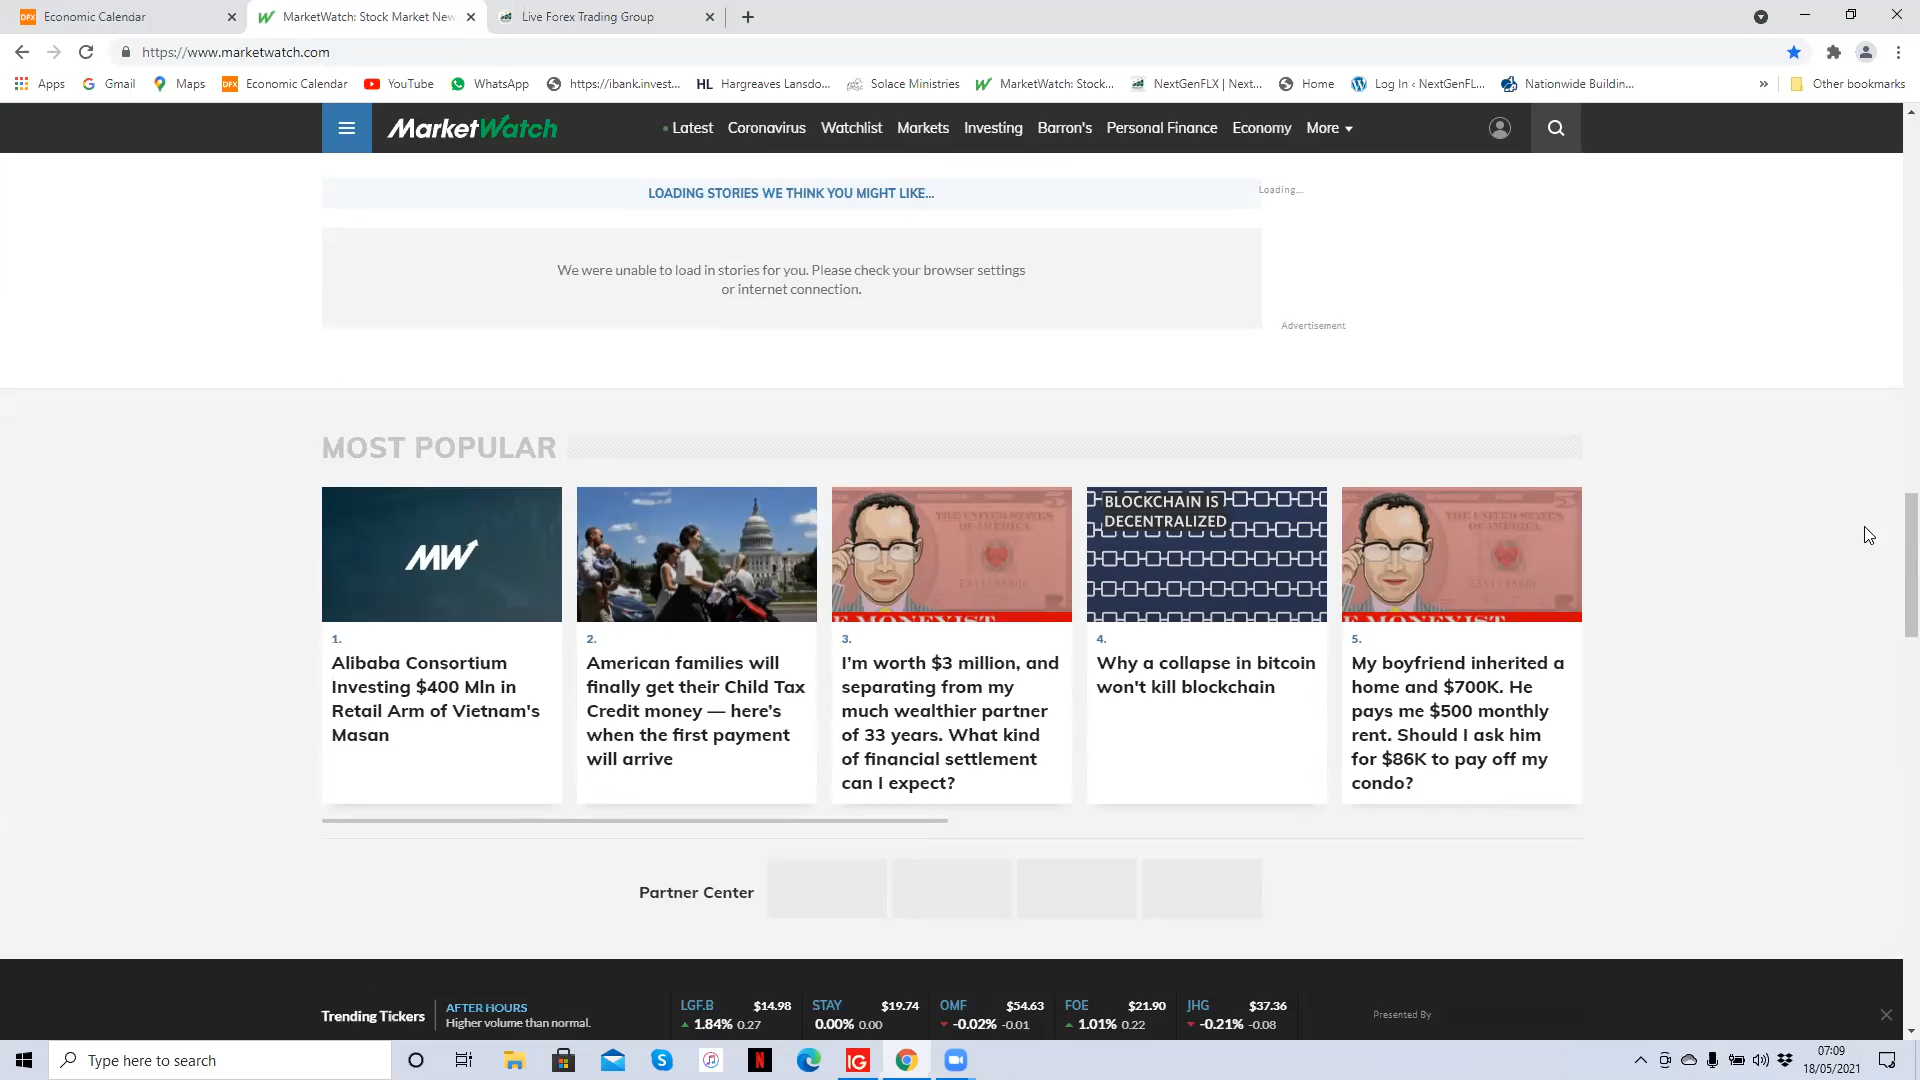 Economic Calendar
MarketWatch: Stock Market New
Live Forex Trading Group
https://www.marketwatch.com
Apps
Gmail
Maps
Economic Calendar
YouTube
WhatsApp
https://ibank.invest...
HL Hargreaves Lansdo...
Solace Ministries
MarketWatch: Stock...
NextGenFLX | Next...
Home
Log In ‹ NextGenFL...
Nationwide Buildin...
» Other bookmarks
MarketWatch
Latest Coronavirus Watchlist Markets Investing Barron's Personal Finance Economy More
LOADING STORIES WE THINK YOU MIGHT LIKE...
Loading...
We were unable to load in stories for you. Please check your browser settings
or internet connection.
Advertisement
MOST POPULAR
MW
1.
Alibaba Consortium
Investing $400 Mln in
Retail Arm of Vietnam's
Masan
2.
American families will
finally get their Child Tax
Credit money — here's
when the first payment
will arrive
THE UNITED STATES
OF AMERICA
3.
I'm worth $3 million, and
separating from my
much wealthier partner
of 33 years. What kind
of financial settlement
can I expect?
BLOCKCHAIN IS
DECENTRALIZED
4.
Why a collapse in bitcoin
won't kill blockchain
THE UNITED STATES
OF AMERICA
5.
My boyfriend inherited a
home and $700K. He
pays me $500 monthly
rent. Should I ask him
for $86K to pay off my
condo?
Partner Center
Trending Tickers
AFTER HOURS
Higher volume than normal.
LGF.B $14.98
1.84% 0.27
STAY $19.74
0.00% 0.00
OMF $54.63
-0.02% -0.01
FOE $21.90
1.01% 0.22
JHG $37.36
-0.21% -0.08
Presented By
Type here to search
IG
07:09
18/05/2021